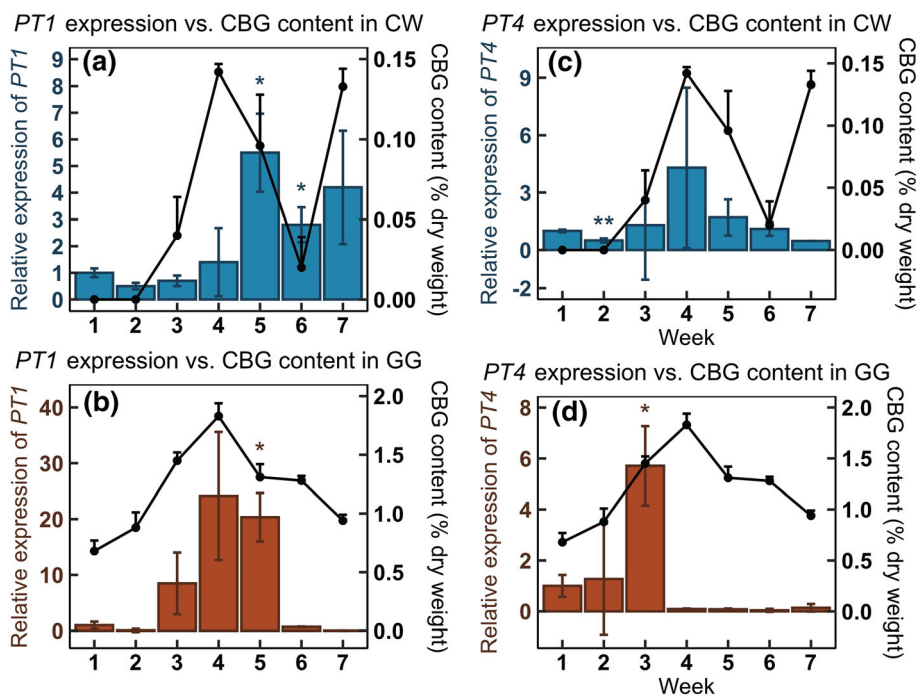 PT1 expression vs. CBG content in CW
(a)
Relative expression of PT1
9
8
7
6
5
4
3
2
1
0
*
*
0.15
0.10
0.05
0.00
CBG content (% dry weight)
1 2 3 4 5 6 7
PT4 expression vs. CBG content in CW
(c)
Relative expression of PT4
9
6
3
0
-2
**
0.15
0.10
0.05
0.00
CBG content (% dry weight)
1 2 3 4 5 6 7
Week
PT1 expression vs. CBG content in GG
(b)
Relative expression of PT1
40
30
20
10
0
*
2.0
1.5
1.0
0.5
0.0
CBG content (% dry weight)
1 2 3 4 5 6 7
PT4 expression vs. CBG content in GG
(d)
Relative expression of PT4
8
6
4
2
0
*
2.0
1.5
1.0
0.5
0.0
CBG content (% dry weight)
1 2 3 4 5 6 7
Week